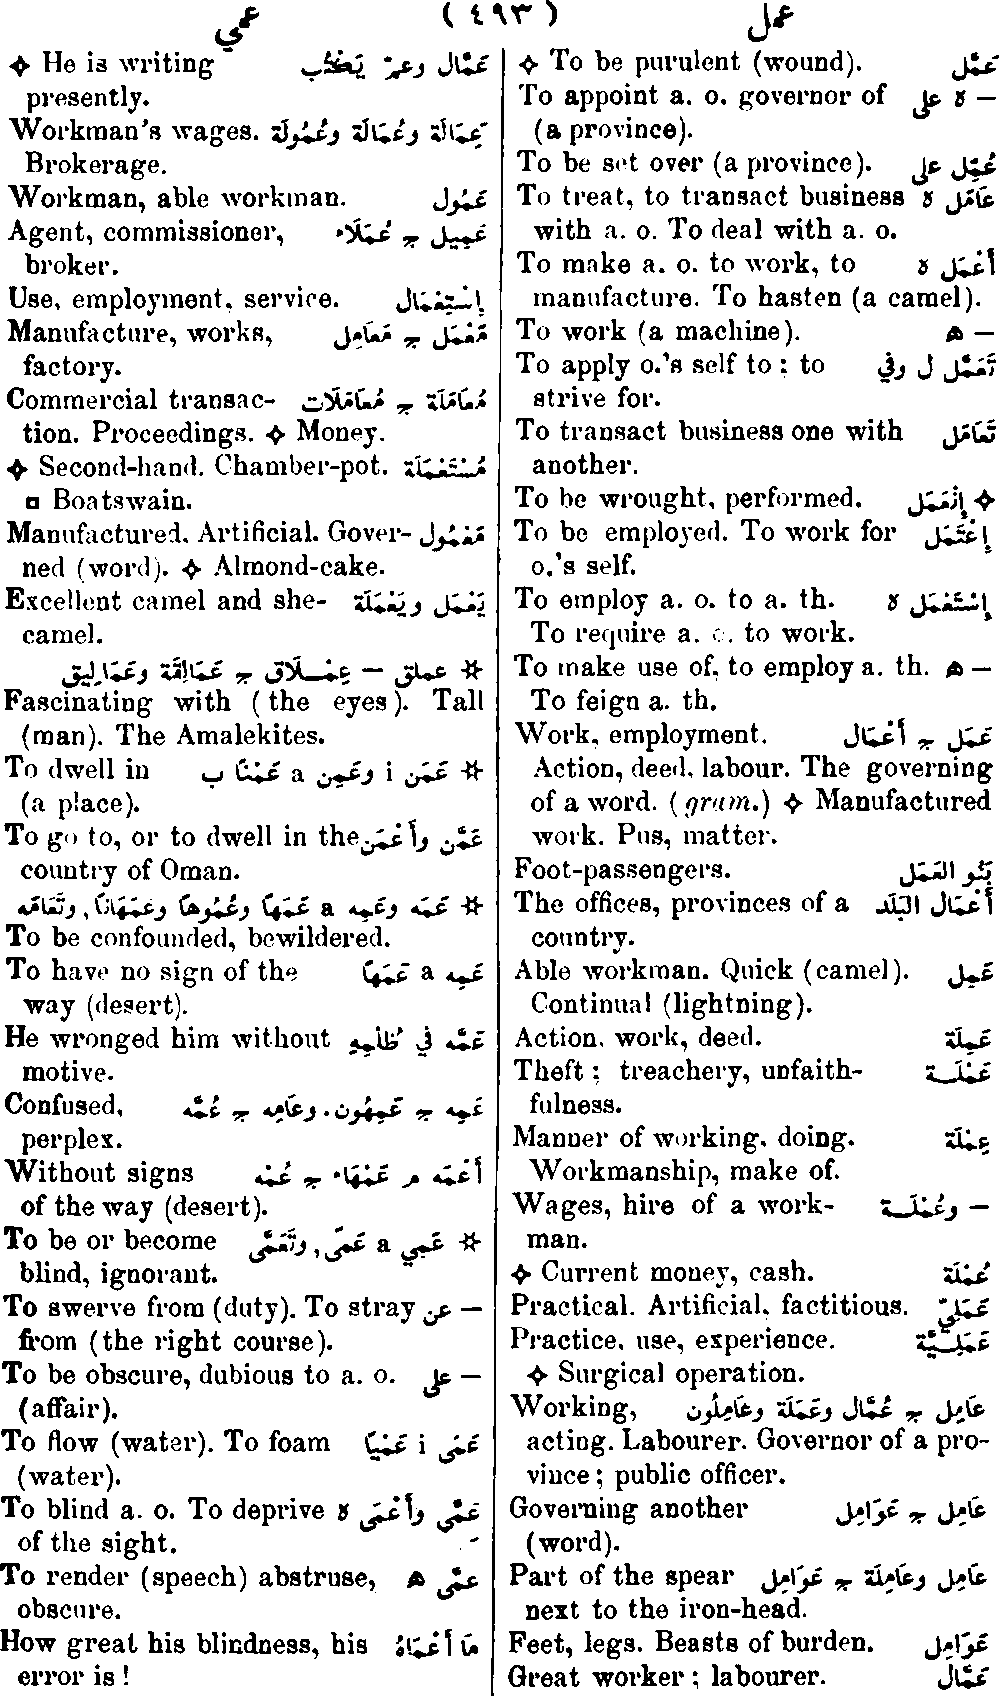 عمل ( ٤٩٣ ) عمي
✧ To be purulent (wound). عَمَّل
To appoint a. o. governor of — ه على
(a province).
To be set over (a province). عُمِّل على
To treat, to transact business عَامَل ه
with a. o. To deal with a. o.
To make a. o. to work, to أَعْمَل ه
manufacture. To hasten (a camel).
To work (a machine). — ه
To apply o.'s self to ; to تَعَمَّل ل وفي
strive for.
To transact business one with تَعَامَل
another.
To be wrought, performed. ✧ إِنْعَمَل
To be employed. To work for إِعْتَمَل
o.'s self.
To employ a. o. to a. th. إِسْتَعْمَل ه
To require a. o. to work.
To make use of, to employ a. th. — ه
To feign a. th.
Work, employment. عَمَل ج أَعْمَال
Action, deed, labour. The governing
of a word. (gram.) ✧ Manufactured
work. Pus, matter.
Foot-passengers. بَنُو العَمَل
The offices, provinces of a أَعْمَال البَلَد
country.
Able workman. Quick (camel). عَمِل
Continual (lightning).
Action, work, deed. عَمِلَة
Theft ; treachery, unfaith- عَمْلَة
fulness.
Manner of working, doing. عِمْلَة
Workmanship, make of.
Wages, hire of a work- — وعُمْلَة
man.
✧ Current money, cash. عُمْلَة
Practical. Artificial, factitious. عَمَلِيّ
Practice, use, experience. عَمَلِيَّة
✧ Surgical operation.
Working, عَامِل ج عُمَّال وعَمَلَة وعَامِلُون
acting. Labourer. Governor of a pro-
vince ; public officer.
Governing another عَامِل ج عَوَامِل
(word).
Part of the spear عَامِل وعَامِلَة ج عَوَامِل
next to the iron-head.
Feet, legs. Beasts of burden. عَوَامِل
Great worker ; labourer. عَمَّال
✧ He is writing عَمَّال وعم يَكْتُب
presently.
Workman's wages. عِمَالَة وعُمَالَة وعُمُولَة
Brokerage.
Workman, able workman. عَمُول
Agent, commissioner, عَمِيل ج عُمَلَاء
broker.
Use, employment, service. إِسْتِعْمَال
Manufacture, works, مَعْمَل ج مَعَامِل
factory.
Commercial transac- مُعَامَلَة ج مُعَامَلَات
tion. Proceedings. ✧ Money.
✧ Second-hand. Chamber-pot. مُسْتَعْمَلَة
▫ Boatswain.
Manufactured. Artificial. Gover- مَعْمُول
ned (word). ✧ Almond-cake.
Excellent camel and she- يَعْمَل ويَعْمَلَة
camel.
☆ عملق — عِمْلَاق ج عَمَالِقَة وعَمَالِيق
Fascinating with (the eyes). Tall
(man). The Amalekites.
To dwell in ☆ عَمَن i وعَمِن a عَمْنًا ب
(a place).
To go to, or to dwell in the عَمَّن وأَعْمَن
country of Oman.
☆ عَمَه وعَمِه a عَمَهًا وعُمُوهًا وعَمَهَانًا, وتَعَامَه
To be confounded, bewildered.
To have no sign of the عَمِه a عَمَهًا
way (desert).
He wronged him without عَمَّه في ظُلْمِهِ
motive.
Confused, عَمِه ج عَمِهُون, وعَامِه ج عُمَّه
perplex.
Without signs أَعْمَه م عَمْهَاء ج عُمْه
of the way (desert).
To be or become ☆ عَمِي a عَمًى, وتَعَمَّى
blind, ignorant.
To swerve from (duty). To stray — عن
from (the right course).
To be obscure, dubious to a. o. — على
(affair).
To flow (water). To foam عَمَى i عَمْيًا
(water).
To blind a. o. To deprive عَمَّى وأَعْمَى ه
of the sight.
To render (speech) abstruse, عمَّى ه
obscure.
How great his blindness, his مَا أَعْمَاهُ
error is !